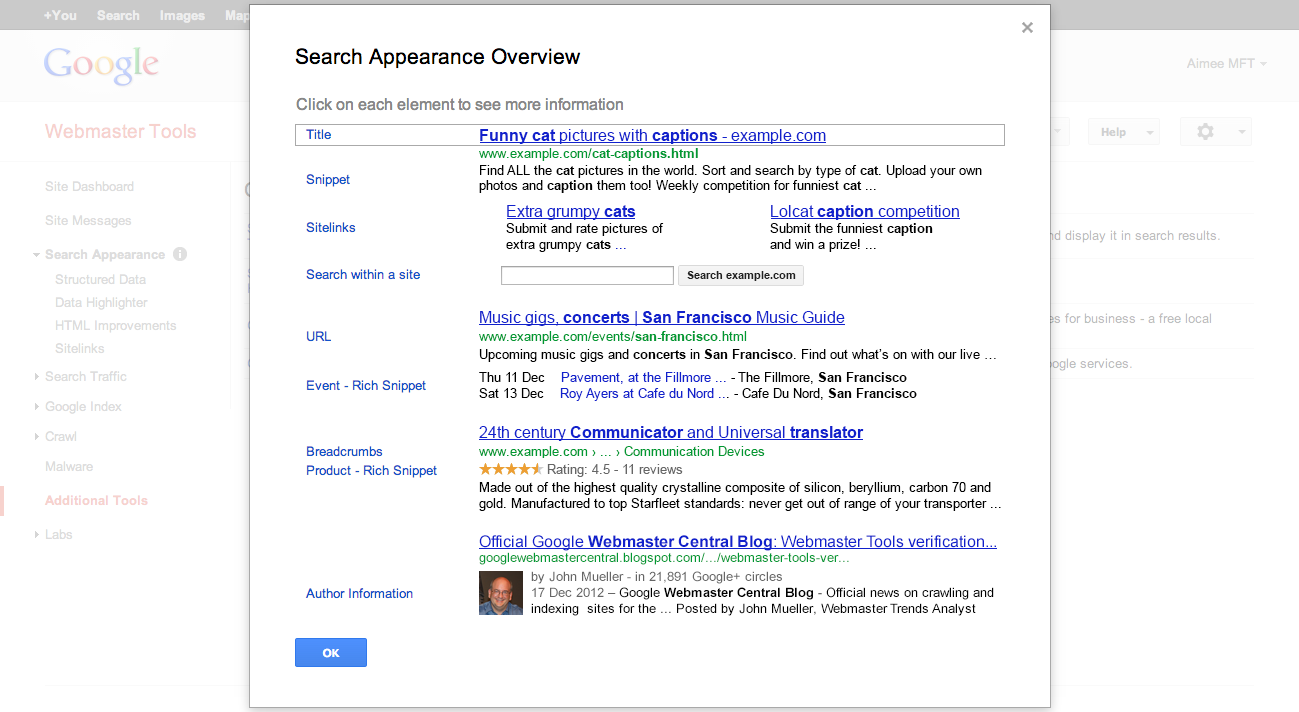 +You Search Images Map
Google
Aimee MFT
Webmaster Tools
Help
Site Dashboard
Site Messages
Search Appearance
Structured Data
Data Highlighter
HTML Improvements
Sitelinks
Search Traffic
Google Index
Crawl
Malware
Additional Tools
Labs
Search Appearance Overview
Click on each element to see more information
Title Funny cat pictures with captions - example.com
www.example.com/cat-captions.html
Snippet Find ALL the cat pictures in the world. Sort and search by type of cat. Upload your own
photos and caption them too! Weekly competition for funniest cat ...
Sitelinks Extra grumpy cats Lolcat caption competition
Submit and rate pictures of Submit the funniest caption
extra grumpy cats ... and win a prize! ...
Search within a site Search example.com
Music gigs, concerts | San Francisco Music Guide
URL www.example.com/events/san-francisco.html
Upcoming music gigs and concerts in San Francisco. Find out what's on with our live ...
Event - Rich Snippet Thu 11 Dec Pavement, at the Fillmore ... - The Fillmore, San Francisco
Sat 13 Dec Roy Ayers at Cafe du Nord ... - Cafe Du Nord, San Francisco
24th century Communicator and Universal translator
Breadcrumbs www.example.com › ... › Communication Devices
Product - Rich Snippet Rating: 4.5 - 11 reviews
Made out of the highest quality crystalline composite of silicon, beryllium, carbon 70 and
gold. Manufactured to top Starfleet standards: never get out of range of your transporter ...
Official Google Webmaster Central Blog: Webmaster Tools verification...
googlewebmastercentral.blogspot.com/.../webmaster-tools-ver...
Author Information by John Mueller - in 21,891 Google+ circles
17 Dec 2012 – Google Webmaster Central Blog - Official news on crawling and
indexing sites for the ... Posted by John Mueller, Webmaster Trends Analyst
OK
and display it in search results.
es for business - a free local
oogle services.